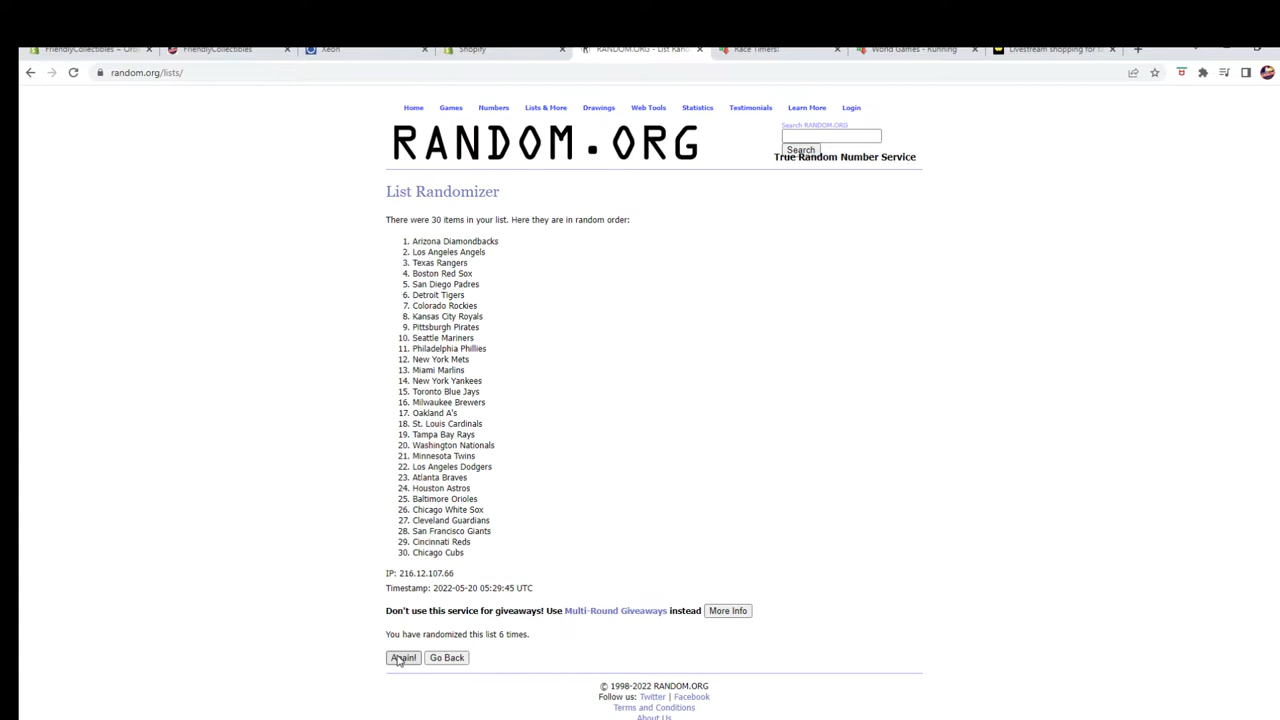 FriendlyCollectibles ~ Ord
FriendlyCollectibles
Xeon
Shopify
RANDOM.ORG - List Rand
Race Timers!
World Games - Running
Livestream shopping for
random.org/lists/
Home Games Numbers Lists & More Drawings Web Tools Statistics Testimonials Learn More Login
Search RANDOM.ORG
RANDOM.ORG
Search
True Random Number Service
List Randomizer
There were 30 items in your list. Here they are in random order:
1. Arizona Diamondbacks
2. Los Angeles Angels
3. Texas Rangers
4. Boston Red Sox
5. San Diego Padres
6. Detroit Tigers
7. Colorado Rockies
8. Kansas City Royals
9. Pittsburgh Pirates
10. Seattle Mariners
11. Philadelphia Phillies
12. New York Mets
13. Miami Marlins
14. New York Yankees
15. Toronto Blue Jays
16. Milwaukee Brewers
17. Oakland A's
18. St. Louis Cardinals
19. Tampa Bay Rays
20. Washington Nationals
21. Minnesota Twins
22. Los Angeles Dodgers
23. Atlanta Braves
24. Houston Astros
25. Baltimore Orioles
26. Chicago White Sox
27. Cleveland Guardians
28. San Francisco Giants
29. Cincinnati Reds
30. Chicago Cubs
IP: 216.12.107.66
Timestamp: 2022-05-20 05:29:45 UTC
Don't use this service for giveaways! Use Multi-Round Giveaways instead More Info
You have randomized this list 6 times.
Again! Go Back
© 1998-2022 RANDOM.ORG
Follow us: Twitter | Facebook
Terms and Conditions
About Us